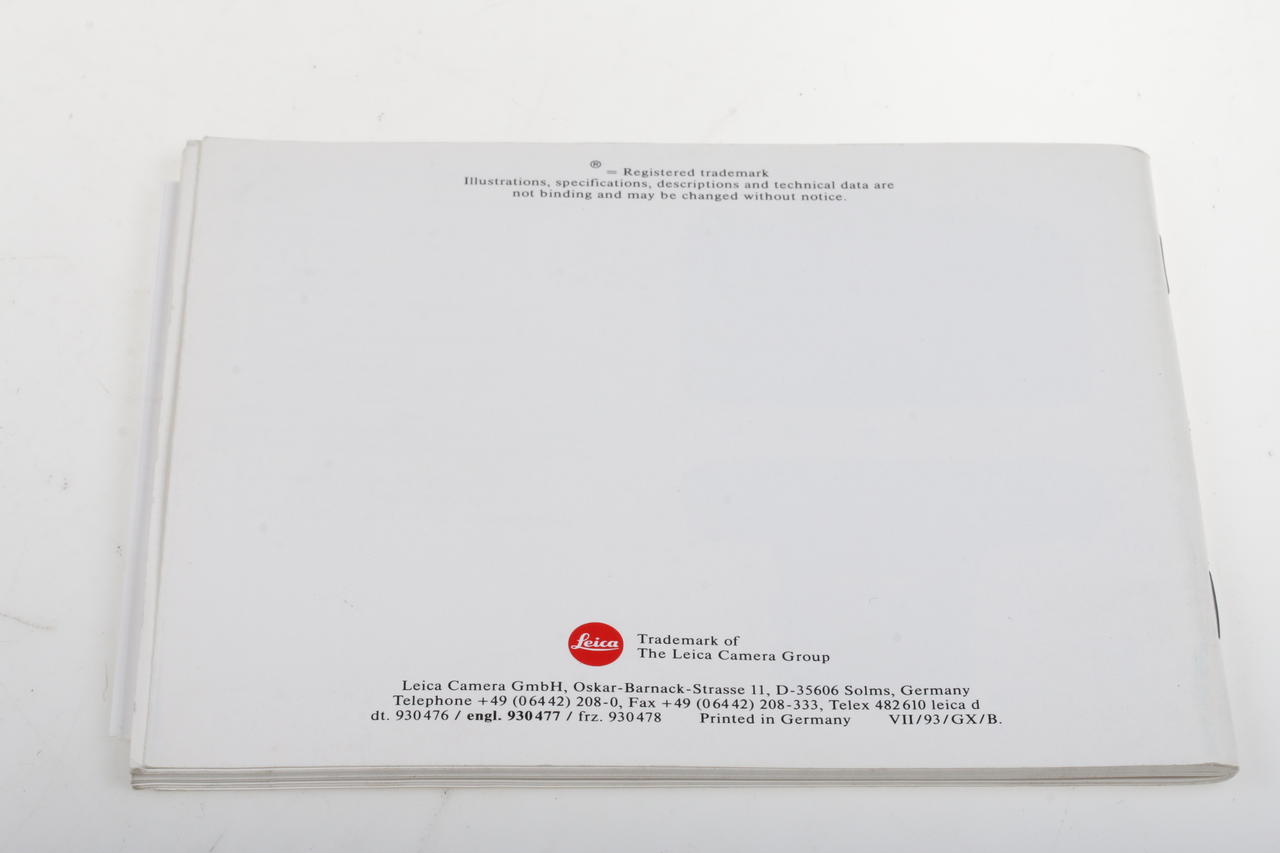 ® = Registered trademark
Illustrations, specifications, descriptions and technical data are
not binding and may be changed without notice.
Leica
Trademark of
The Leica Camera Group
Leica Camera GmbH, Oskar-Barnack-Strasse 11, D-35606 Solms, Germany
Telephone +49 (06442) 208-0, Fax +49 (06442) 208-333, Telex 482610 leica d
dt. 930476 / engl. 930477 / frz. 930478 Printed in Germany VII/93/GX/B.